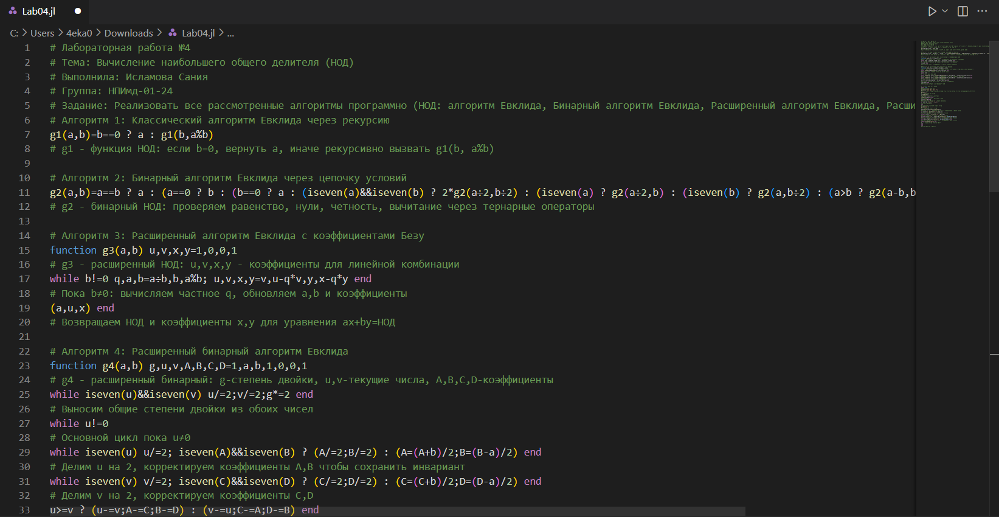 Lab04.jl
C: > Users > 4eka0 > Downloads > Lab04.jl > ...
1 # Лабораторная работа №4
2 # Тема: Вычисление наибольшего общего делителя (НОД)
3 # Выполнила: Исламова Сания
4 # Группа: НПИмд-01-24
5 # Задание: Реализовать все рассмотренные алгоритмы программно (НОД: алгоритм Евклида, Бинарный алгоритм Евклида, Расширенный алгоритм Евклида, Расши
6 # Алгоритм 1: Классический алгоритм Евклида через рекурсию
7 g1(a,b)=b==0 ? a : g1(b,a%b)
8 # g1 - функция НОД: если b=0, вернуть a, иначе рекурсивно вызвать g1(b, a%b)
9
10 # Алгоритм 2: Бинарный алгоритм Евклида через цепочку условий
11 g2(a,b)=a==b ? a : (a==0 ? b : (b==0 ? a : (iseven(a)&&iseven(b) ? 2*g2(a÷2,b÷2) : (iseven(a) ? g2(a÷2,b) : (iseven(b) ? g2(a,b÷2) : (a>b ? g2(a-b,b
12 # g2 - бинарный НОД: проверяем равенство, нули, четность, вычитание через тернарные операторы
13
14 # Алгоритм 3: Расширенный алгоритм Евклида с коэффициентами Безу
15 function g3(a,b) u,v,x,y=1,0,0,1
16 # g3 - расширенный НОД: u,v,x,y - коэффициенты для линейной комбинации
17 while b!=0 q,a,b=a÷b,b,a%b; u,v,x,y=v,u-q*v,y,x-q*y end
18 # Пока b≠0: вычисляем частное q, обновляем a,b и коэффициенты
19 (a,u,x) end
20 # Возвращаем НОД и коэффициенты x,y для уравнения ax+by=НОД
21
22 # Алгоритм 4: Расширенный бинарный алгоритм Евклида
23 function g4(a,b) g,u,v,A,B,C,D=1,a,b,1,0,0,1
24 # g4 - расширенный бинарный: g-степень двойки, u,v-текущие числа, A,B,C,D-коэффициенты
25 while iseven(u)&&iseven(v) u/=2;v/=2;g*=2 end
26 # Выносим общие степени двойки из обоих чисел
27 while u!=0
28 # Основной цикл пока u≠0
29 while iseven(u) u/=2; iseven(A)&&iseven(B) ? (A/=2;B/=2) : (A=(A+b)/2;B=(B-a)/2) end
30 # Делим u на 2, корректируем коэффициенты A,B чтобы сохранить инвариант
31 while iseven(v) v/=2; iseven(C)&&iseven(D) ? (C/=2;D/=2) : (C=(C+b)/2;D=(D-a)/2) end
32 # Делим v на 2, корректируем коэффициенты C,D
33 u>=v ? (u-=v;A-=C;B-=D) : (v-=u;C-=A;D-=B) end